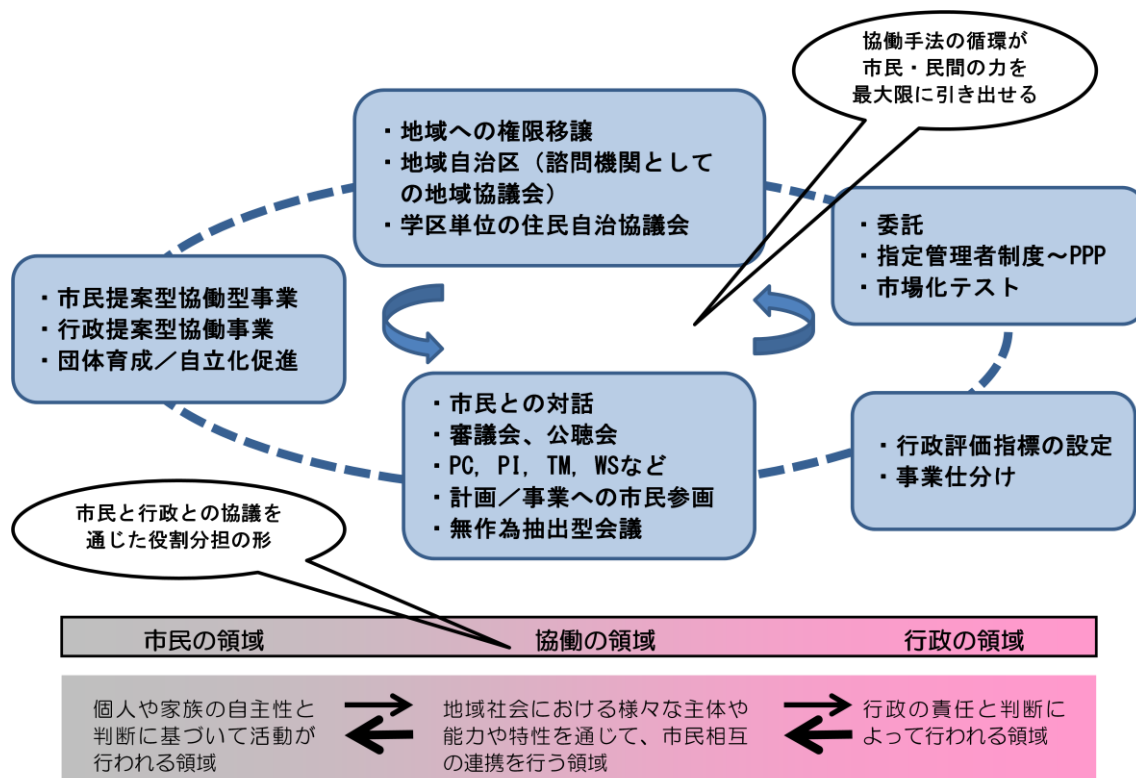 協働手法の循環が
市民・民間の力を
最大限に引き出せる
・地域への権限移譲
・地域自治区（諮問機関として
の地域協議会）
・学区単位の住民自治協議会
・委託
・指定管理者制度～PPP
・市場化テスト
・市民提案型協働型事業
・行政提案型協働事業
・団体育成／自立化促進
・市民との対話
・審議会、公聴会
・PC, PI, TM, WSなど
・計画／事業への市民参画
・無作為抽出型会議
・行政評価指標の設定
・事業仕分け
市民と行政との協議を
通じた役割分担の形
市民の領域
協働の領域
行政の領域
個人や家族の自主性と
判断に基づいて活動が
行われる領域
地域社会における様々な主体や
能力や特性を通じて、市民相互
の連携を行う領域
行政の責任と判断に
よって行われる領域